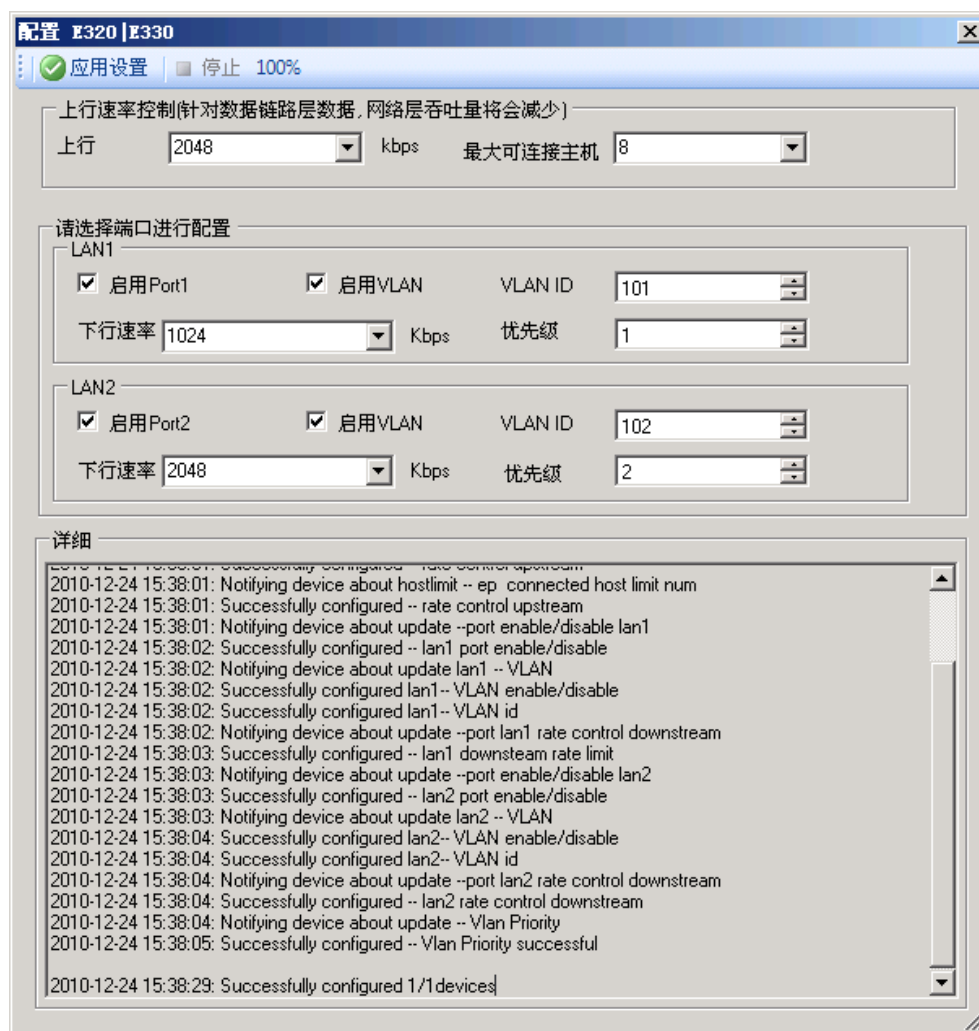 配置 E320|E330
应用设置 停止 100%
上行速率控制(针对数据链路层数据,网络层吞吐量将会减少)
上行 2048 kbps 最大可连接主机 8
请选择端口进行配置
LAN1
启用Port1 启用VLAN VLAN ID 101
下行速率 1024 Kbps 优先级 1
LAN2
启用Port2 启用VLAN VLAN ID 102
下行速率 2048 Kbps 优先级 2
详细
2010-12-24 15:38:01: Successfully configured -- rate control upstream
2010-12-24 15:38:01: Notifying device about hostlimit -- ep connected host limit num
2010-12-24 15:38:01: Successfully configured -- rate control upstream
2010-12-24 15:38:01: Notifying device about update --port enable/disable lan1
2010-12-24 15:38:02: Successfully configured -- lan1 port enable/disable
2010-12-24 15:38:02: Notifying device about update lan1 -- VLAN
2010-12-24 15:38:02: Successfully configured lan1-- VLAN enable/disable
2010-12-24 15:38:02: Successfully configured lan1-- VLAN id
2010-12-24 15:38:02: Notifying device about update --port lan1 rate control downstream
2010-12-24 15:38:03: Successfully configured -- lan1 downsteam rate limit
2010-12-24 15:38:03: Notifying device about update --port enable/disable lan2
2010-12-24 15:38:03: Successfully configured -- lan2 port enable/disable
2010-12-24 15:38:03: Notifying device about update lan2 -- VLAN
2010-12-24 15:38:04: Successfully configured lan2-- VLAN enable/disable
2010-12-24 15:38:04: Successfully configured lan2-- VLAN id
2010-12-24 15:38:04: Notifying device about update --port lan2 rate control downstream
2010-12-24 15:38:04: Successfully configured -- lan2 rate control downstream
2010-12-24 15:38:04: Notifying device about update -- Vlan Priority
2010-12-24 15:38:05: Successfully configured -- Vlan Priority successful
2010-12-24 15:38:29: Successfully configured 1/1devices